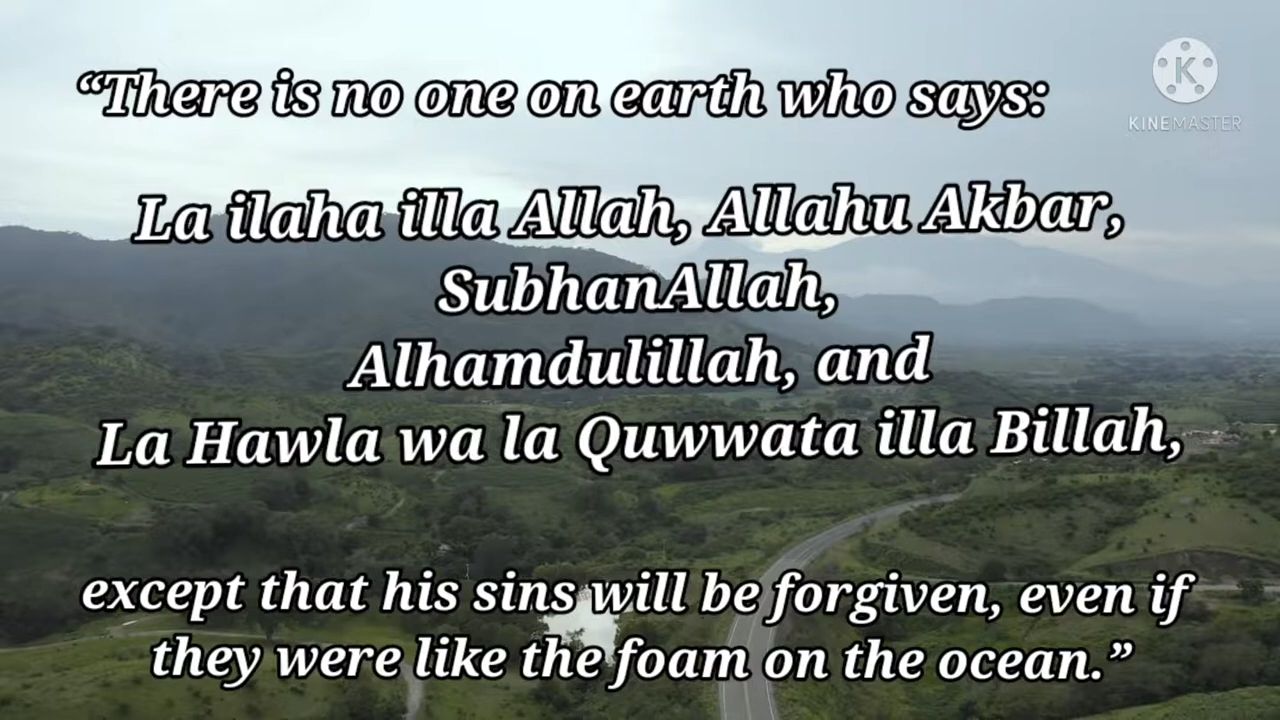 “There is no one on earth who says:
KINEMASTER
La ilaha illa Allah, Allahu Akbar,
SubhanAllah,
Alhamdulillah, and
La Hawla wa la Quwwata illa Billah,
except that his sins will be forgiven, even if
they were like the foam on the ocean.”